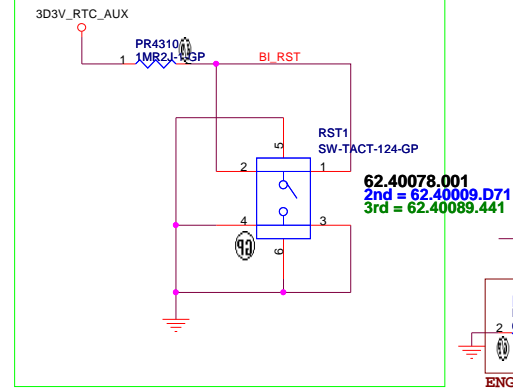 3D3V_RTC_AUX
PR4310
1 1MR2J-1-GP
BI_RST
RST1
SW-TACT-124-GP
5
2 1
62.40078.001
2nd = 62.40009.D71
3rd = 62.40089.441
4 3
GP
6
2
ENG